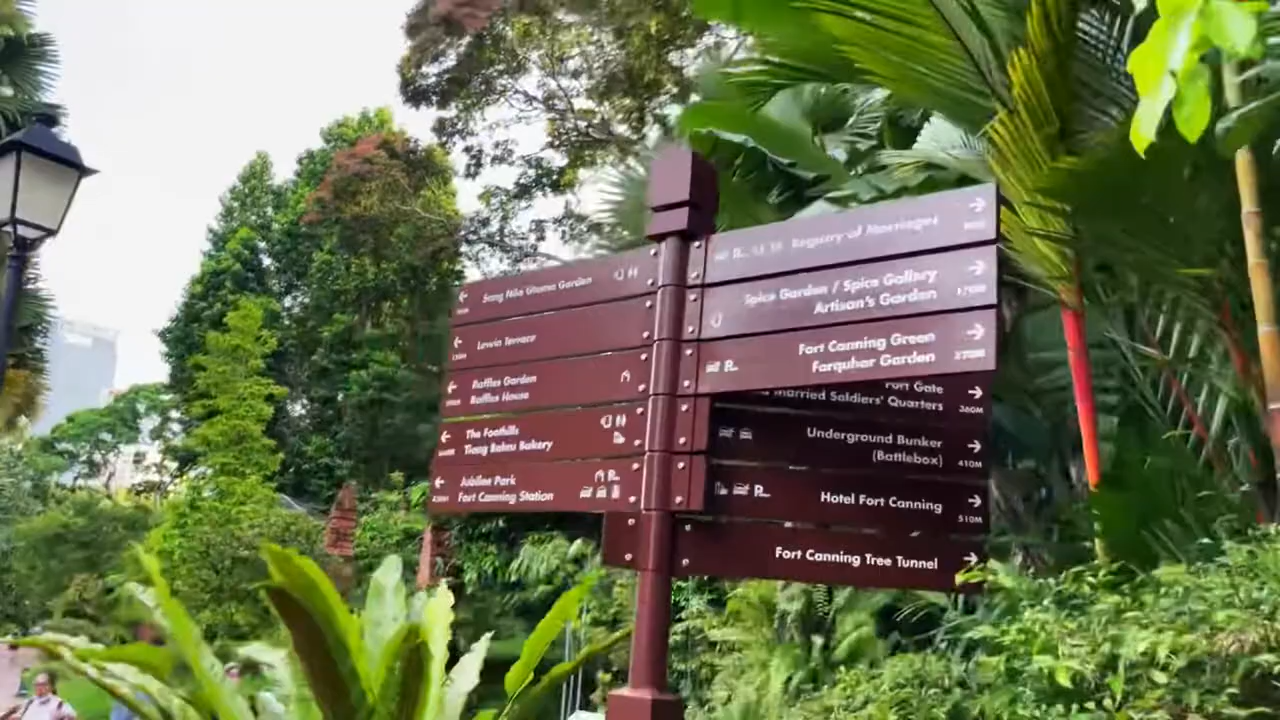 Sang Nila Utama Garden
Lewin Terrace
Raffles Garden
Raffles House
The Foothills
Tiong Bahru Bakery
Jubilee Park
Fort Canning Station
Registry of Marriages
Spice Garden / Spice Gallery
Artisan's Garden
Fort Canning Green
Farquhar Garden
Fort Gate
Married Soldiers' Quarters
360M
Underground Bunker
(Battlebox)
410M
Hotel Fort Canning
510M
Fort Canning Tree Tunnel